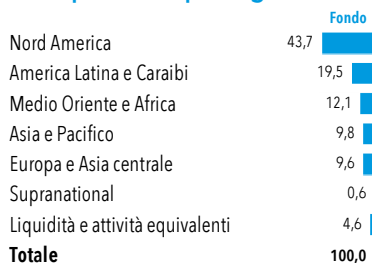 Fondo
Nord America 43,7
America Latina e Caraibi 19,5
Medio Oriente e Africa 12,1
Asia e Pacifico 9,8
Europa e Asia centrale 9,6
Supranational 0,6
Liquidità e attività equivalenti 4,6
Totale 100,0